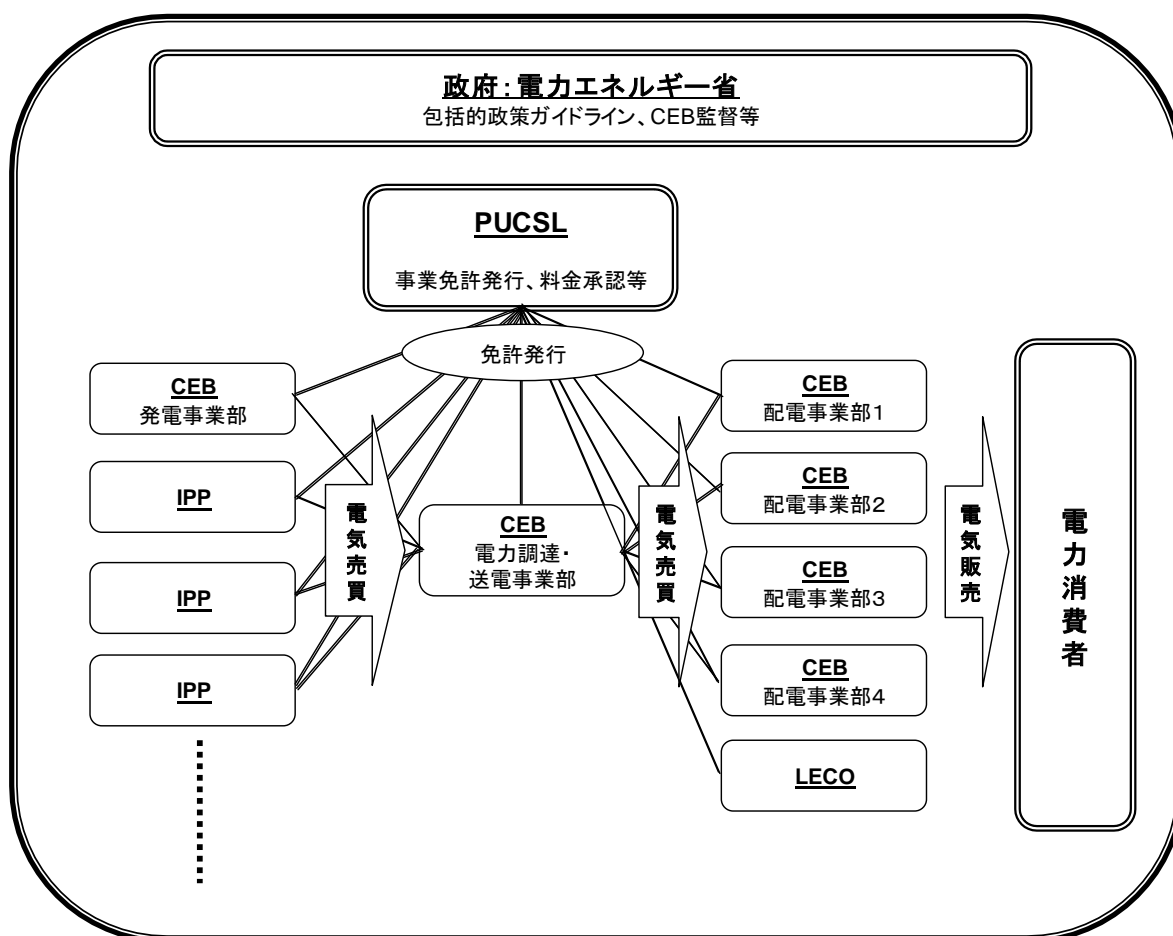 政府：電力エネルギー省
包括的政策ガイドライン、CEB監督等
PUCSL
事業免許発行、料金承認等
免許発行
CEB
発電事業部
IPP
IPP
IPP
電気売買
CEB
電力調達・
送電事業部
電気売買
CEB
配電事業部1
CEB
配電事業部2
CEB
配電事業部3
CEB
配電事業部4
LECO
電気販売
電力消費者